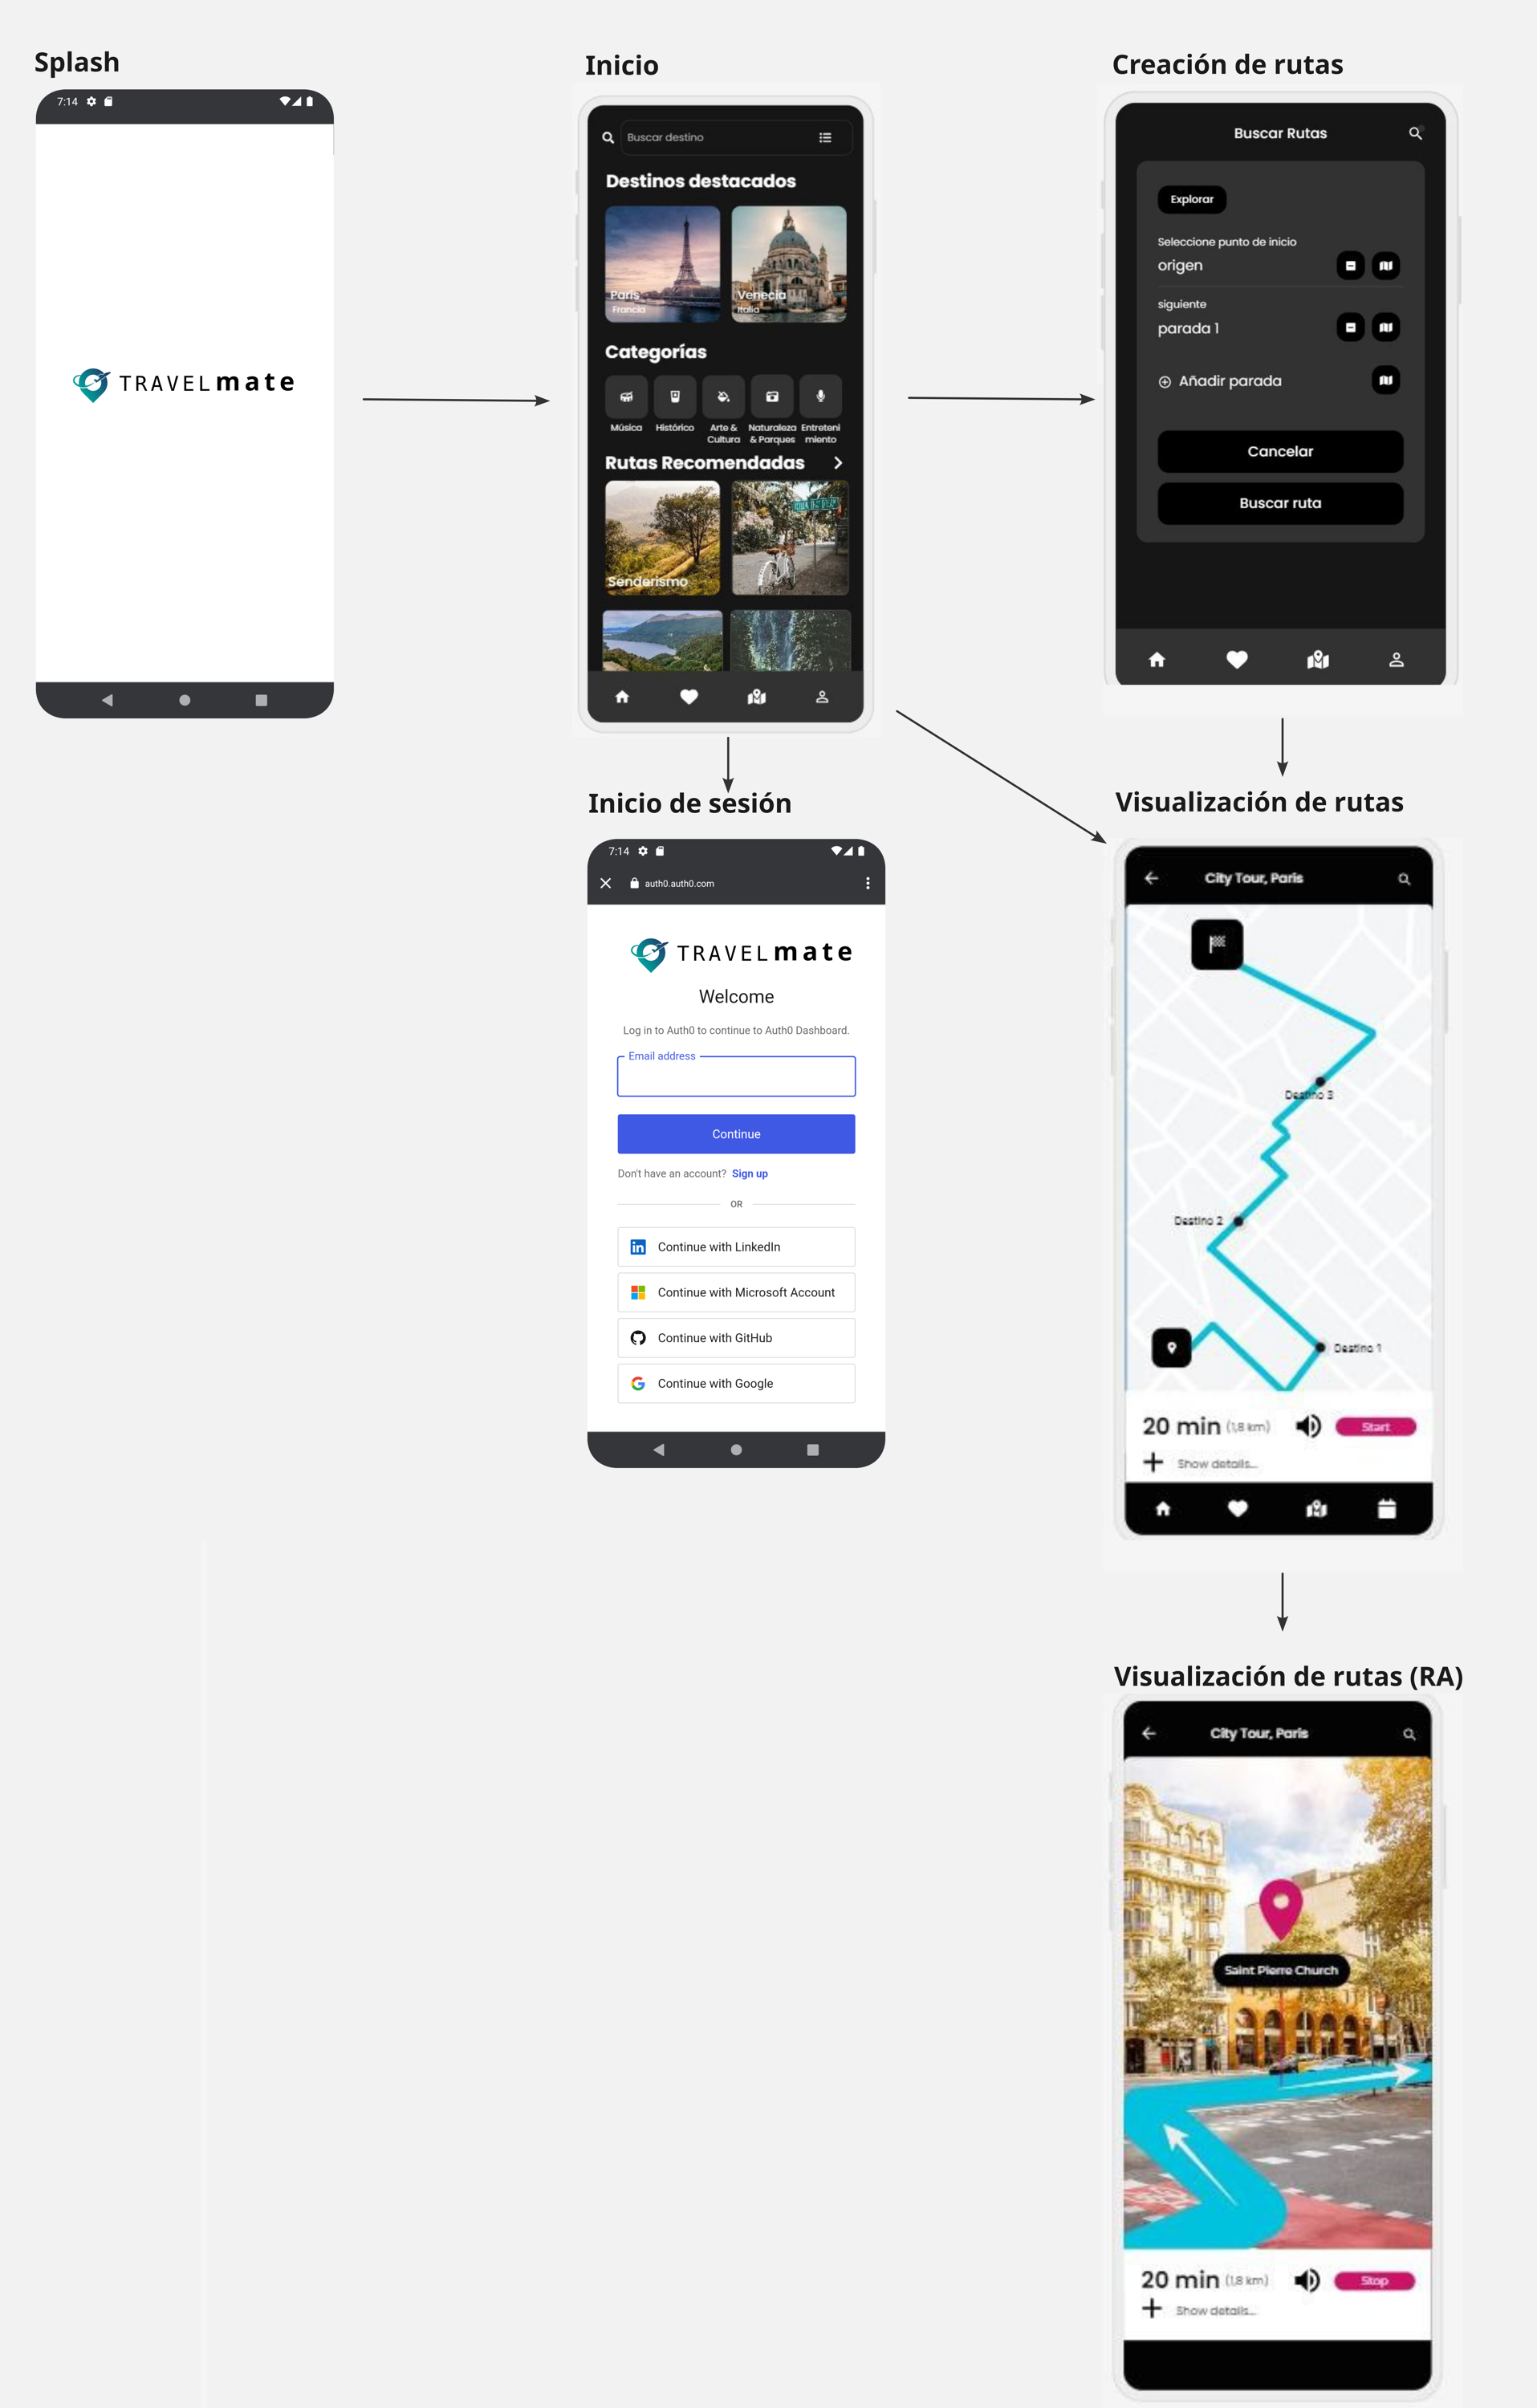 Splash
7:14
TRAVELmate
Inicio
Buscar destino
Destinos destacados
París
Francia
Venecia
Italia
Categorías
Música
Histórico
Arte &
Cultura
Naturaleza
& Parques
Entreteni
miento
Rutas Recomendadas
Senderismo
Creación de rutas
Buscar Rutas
Explorar
Seleccione punto de inicio
origen
siguiente
parada 1
Añadir parada
Cancelar
Buscar ruta
Inicio de sesión
7:14
auth0.auth0.com
TRAVELmate
Welcome
Log in to Auth0 to continue to Auth0 Dashboard.
Email address
Continue
Don't have an account? Sign up
OR
Continue with LinkedIn
Continue with Microsoft Account
Continue with GitHub
Continue with Google
Visualización de rutas
City Tour, Paris
Destino 3
Destino 2
Destino 1
20 min (1,8 km)
Start
Show details...
Visualización de rutas (RA)
City Tour, Paris
Saint Pierre Church
20 min (1,8 km)
Stop
Show details...